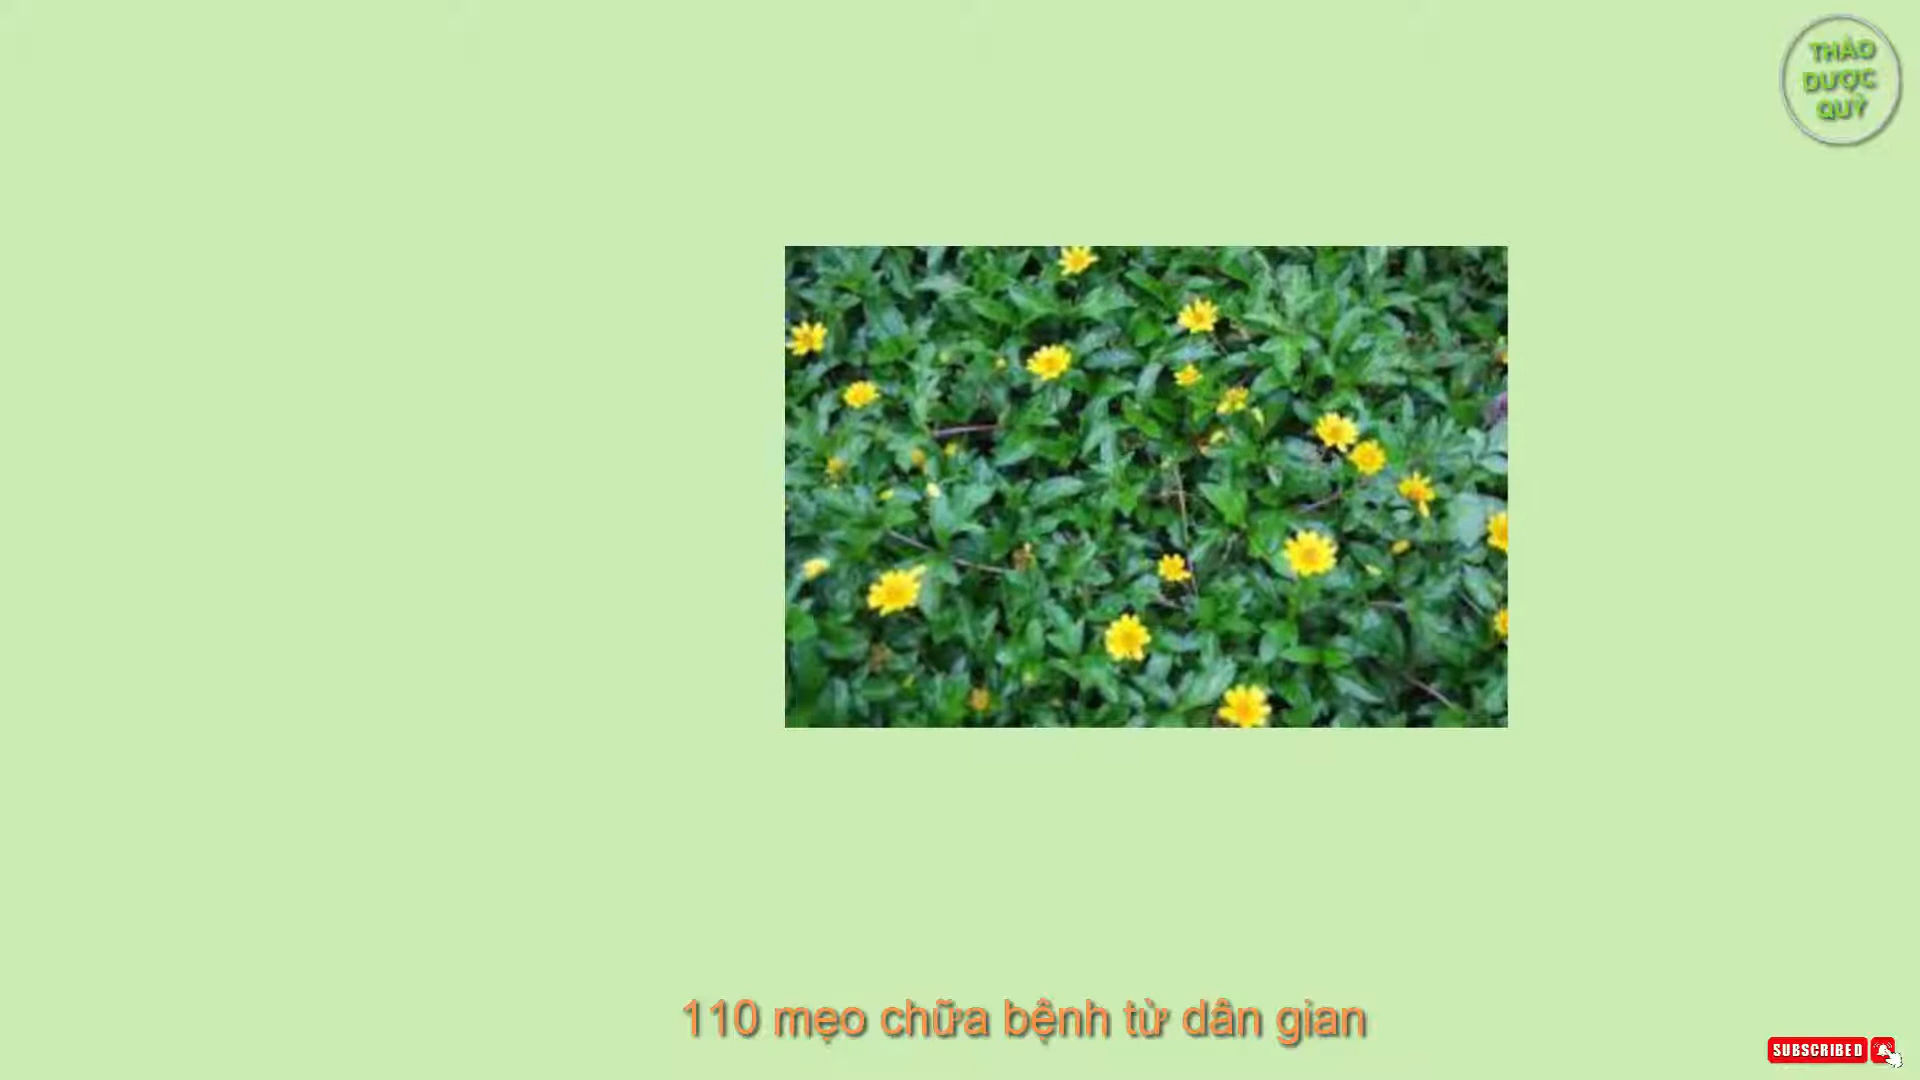 THẢO
DƯỢC
QUÝ
110 mẹo chữa bệnh từ dân gian
SUBSCRIBED